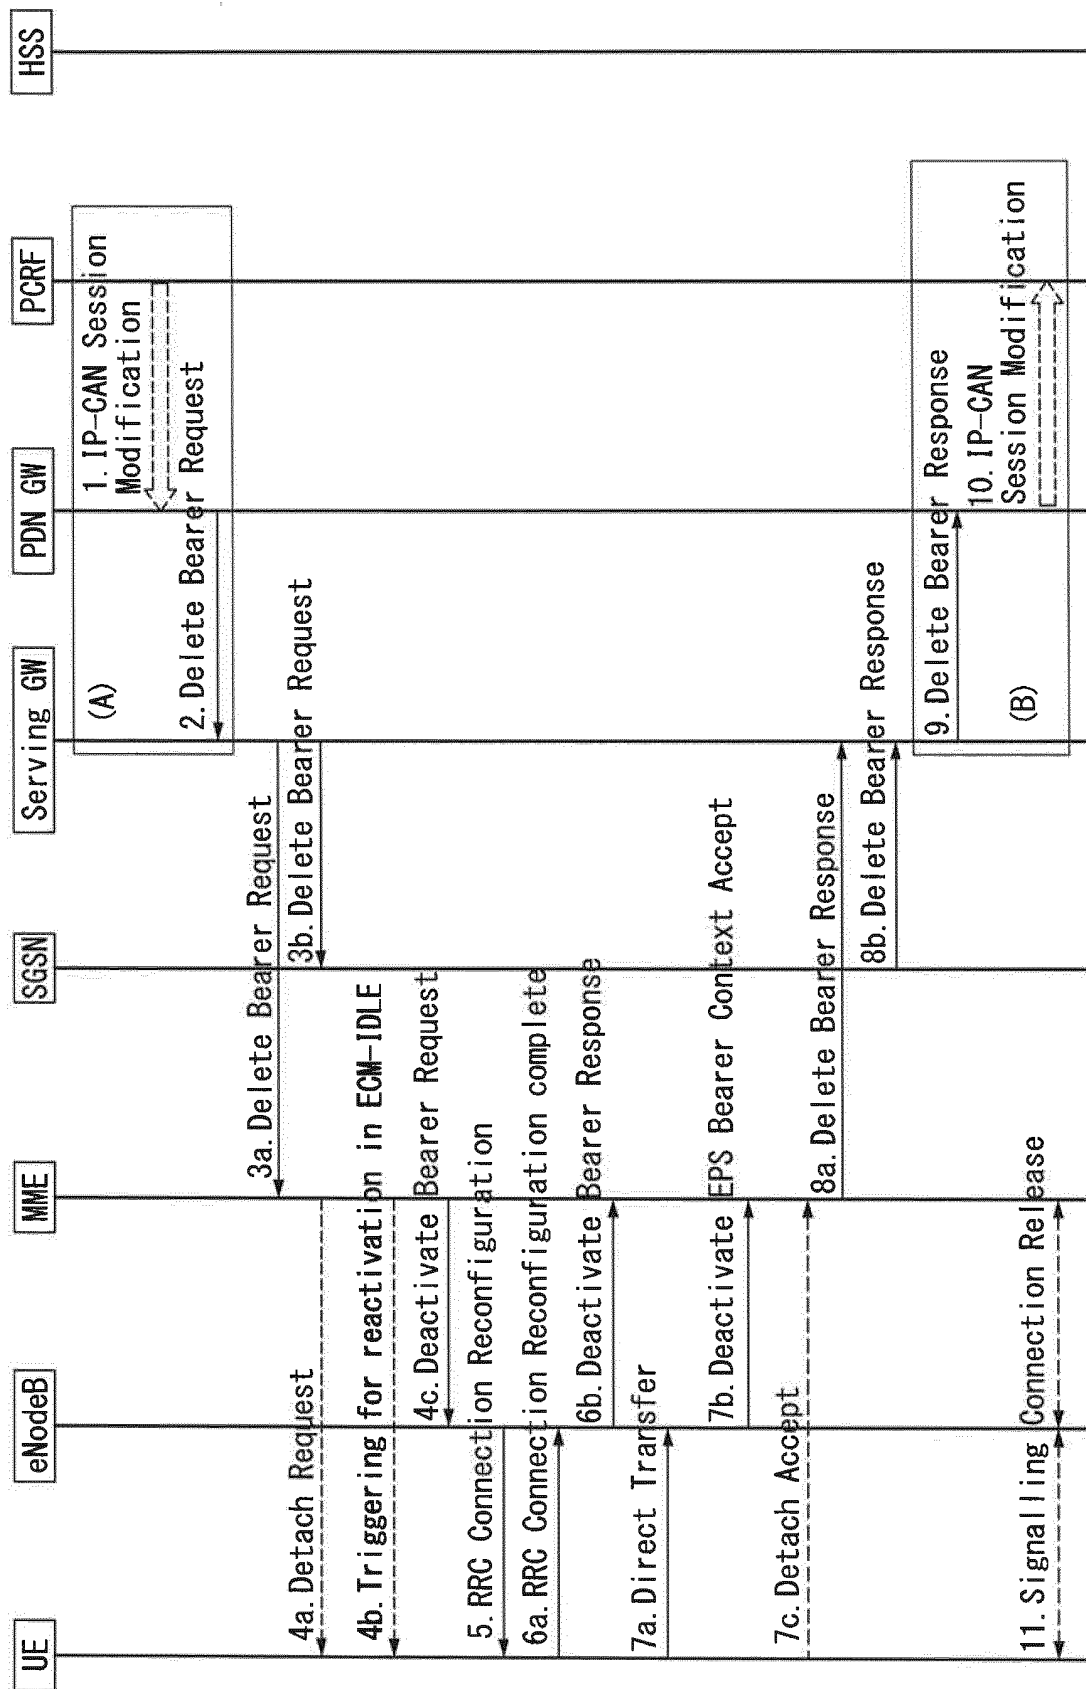 UE
eNodeB
MME
SGSN
Serving GW
PDN GW
PCRF
HSS
(A)
1. IP-CAN Session
Modification
2. Delete Bearer Request
3a. Delete Bearer Request
3b. Delete Bearer Request
4a. Detach Request
4b. Triggering for reactivation in ECM-IDLE
4c. Deactivate Bearer Request
5. RRC Connection Reconfiguration
6a. RRC Connection Reconfiguration complete
6b. Deactivate Bearer Response
7a. Direct Transfer
7b. Deactivate EPS Bearer Context Accept
7c. Detach Accept
8a. Delete Bearer Response
8b. Delete Bearer Response
9. Delete Bearer Response
10. IP-CAN
Session Modification
(B)
11. Signalling Connection Release